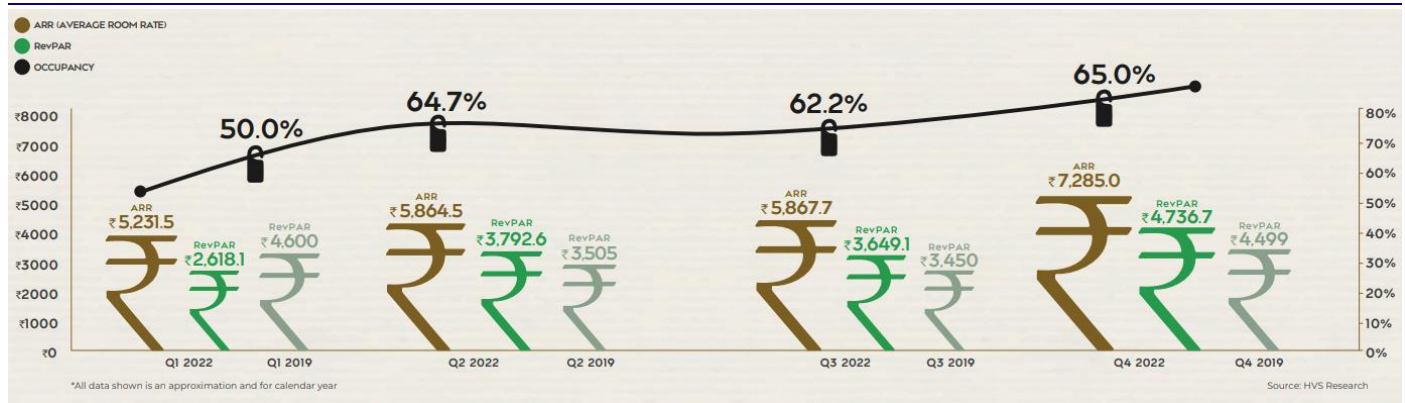 ARR (AVERAGE ROOM RATE)
RevPAR
OCCUPANCY
50.0%
64.7%
62.2%
65.0%
₹8000
₹7000
₹6000
₹5000
₹4000
₹3000
₹2000
₹1000
₹0
80%
70%
60%
50%
40%
30%
20%
10%
0%
ARR
₹5,231.5
RevPAR
₹2,618.1
RevPAR
₹4,600
ARR
₹5,864.5
RevPAR
₹3,792.6
RevPAR
₹3,505
ARR
₹5,867.7
RevPAR
₹3,649.1
RevPAR
₹3,450
ARR
₹7,285.0
RevPAR
₹4,736.7
RevPAR
₹4,499
Q1 2022 Q1 2019 Q2 2022 Q2 2019 Q3 2022 Q3 2019 Q4 2022 Q4 2019
*All data shown is an approximation and for calendar year
Source: HVS Research